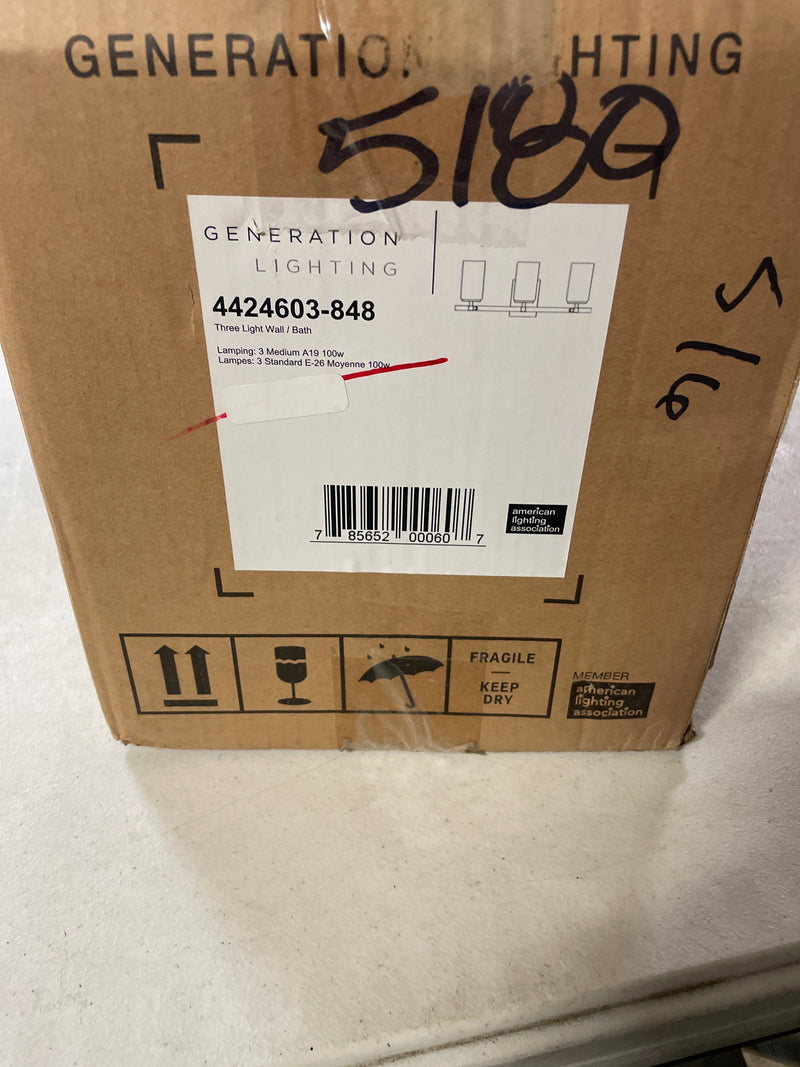 GENERATIO HTING
5180
GENERATION
LIGHTING
4424603-848
Three Light Wall / Bath
Lamping: 3 Medium A19 100w
Lampes: 3 Standard E-26 Moyenne 100w
7 85652 00060 7
american
lighting
association
FRAGILE
KEEP
DRY
MEMBER
american
lighting
association